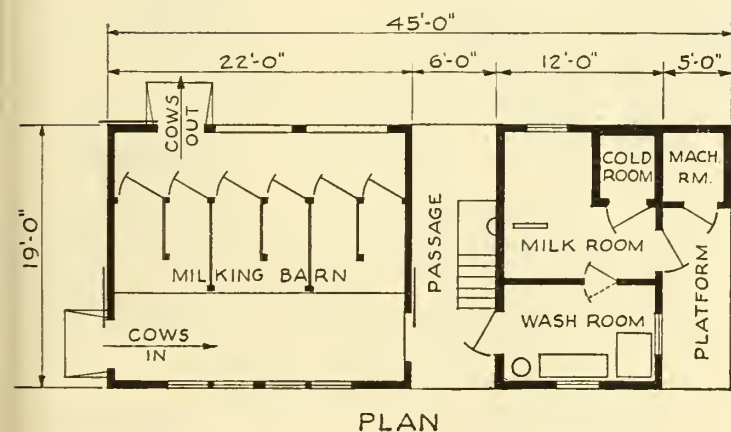 45'-0"
22'-0" 6'-0" 12'-0" 5'-0"
COWS
OUT
19'-0"
COLD
ROOM
MACH.
RM.
PASSAGE
MILK ROOM
MILKING BARN
PLATFORM
WASH ROOM
COWS
IN
PLAN